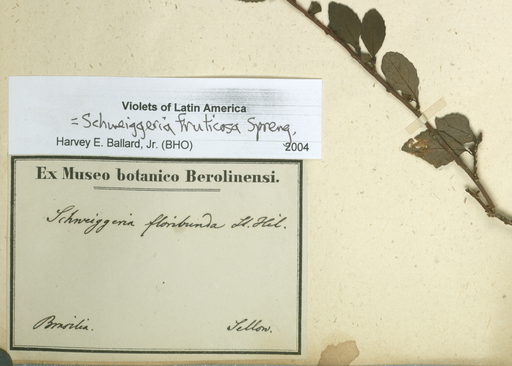 Violets of Latin America
= Schweiggeria fruticosa Spreng.
Harvey E. Ballard, Jr. (BHO) 2004
Ex Museo botanico Berolinensi.
Schweiggeria floribunda St. Hil.
Brasilia. Sellow.